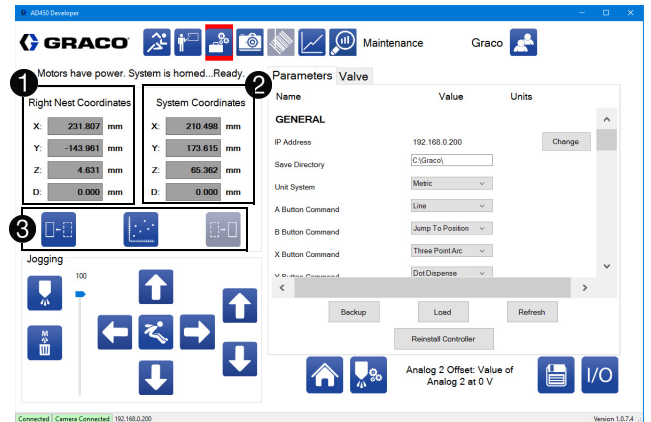 AD450 Developer
GRACO
Maintenance
Graco
Motors have power. System is homed...Ready.
1
2
Right Nest Coordinates
System Coordinates
X: 231.807 mm
X: 210.498 mm
Y: -143.961 mm
Y: 173.615 mm
Z: 4.631 mm
Z: 65.362 mm
D: 0.000 mm
D: 0.000 mm
3
Jogging
100
M
Parameters
Valve
Name Value Units
GENERAL
IP Address 192.168.0.200 Change
Save Directory C:\Graco\
Unit System Metric
A Button Command Line
B Button Command Jump To Position
X Button Command Three Point Arc
Y Button Command Dot Dispense
Backup Load Refresh
Reinstall Controller
Analog 2 Offset: Value of
Analog 2 at 0 V
I/O
Connected Camera Connected 192.168.0.200
Version 1.0.7.4